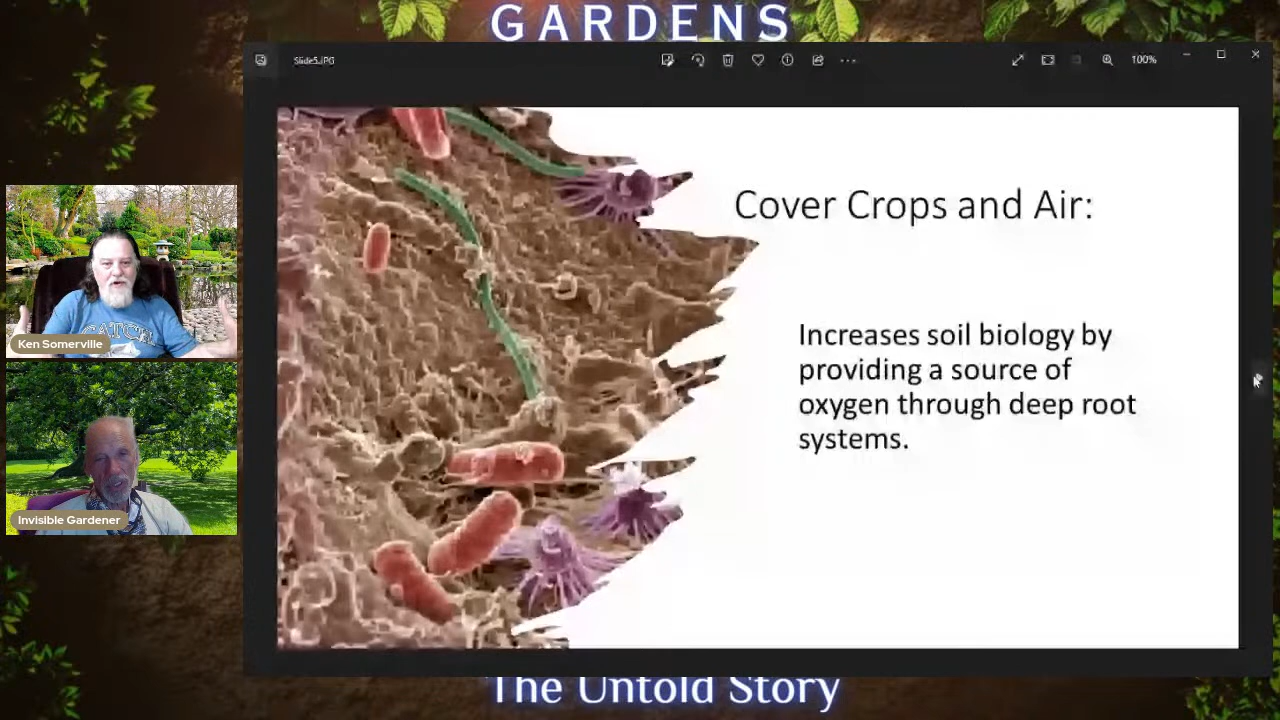 GARDENS
Slide5.JPG
100%
Cover Crops and Air:
Increases soil biology by
providing a source of
oxygen through deep root
systems.
CATCH
Ken Somerville
Invisible Gardener
The Untold Story